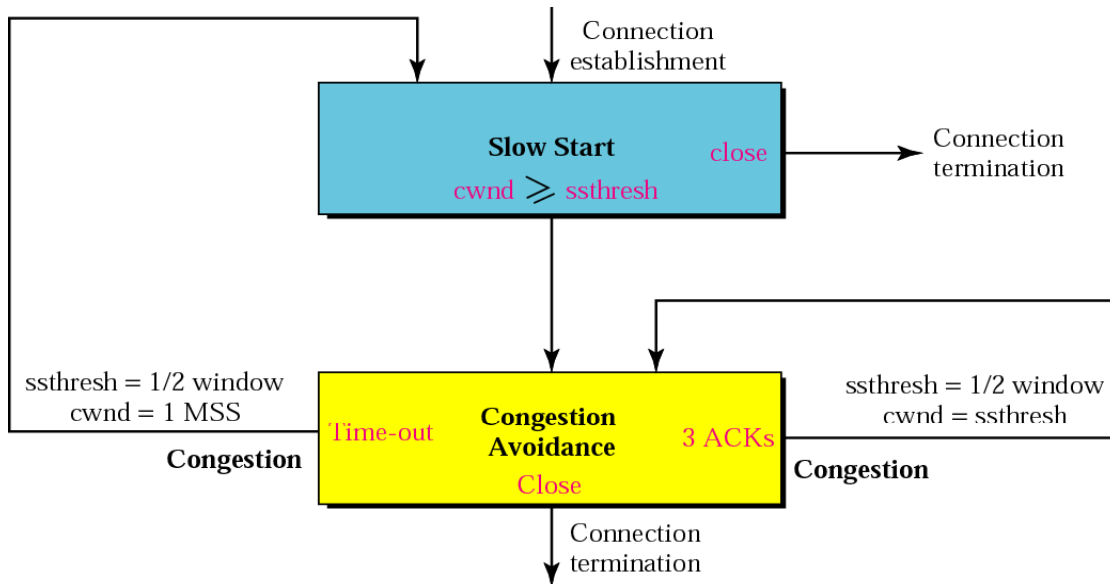 Connection
establishment
Slow Start
close
cwnd ⩾ ssthresh
Connection
termination
ssthresh = 1/2 window
cwnd = 1 MSS
Congestion
Time-out
Congestion
Avoidance
3 ACKs
Close
ssthresh = 1/2 window
cwnd = ssthresh
Congestion
Connection
termination